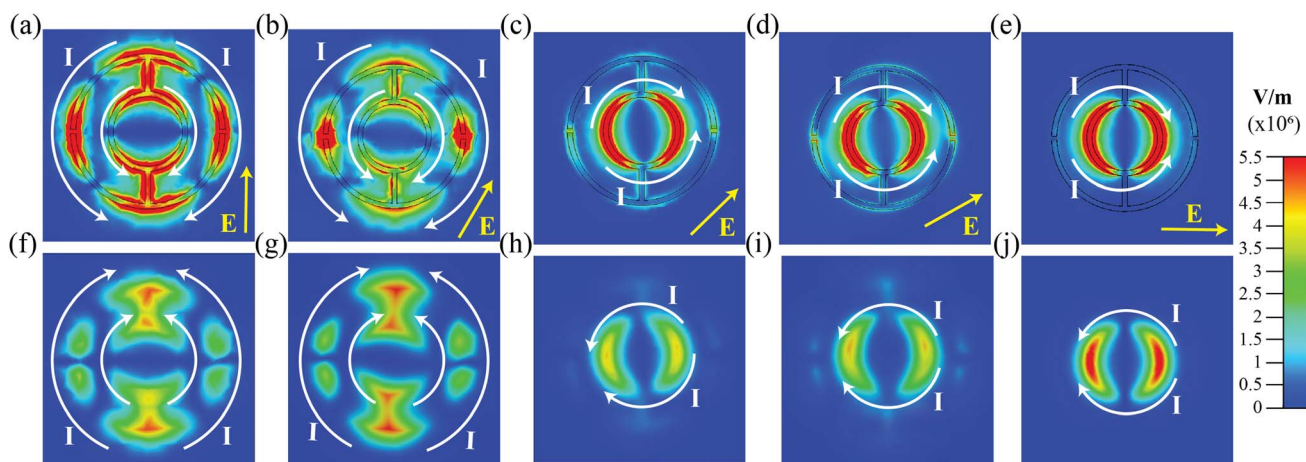 (a) (b) (c) (d) (e)
I I I I I I
E I I I
E E E E
V/m
(x10⁶)
5.5
5
4.5
4
3.5
3
2.5
2
1.5
1
0.5
0
(f) (g) (h) (i) (j)
I I I
I I I
I I I I